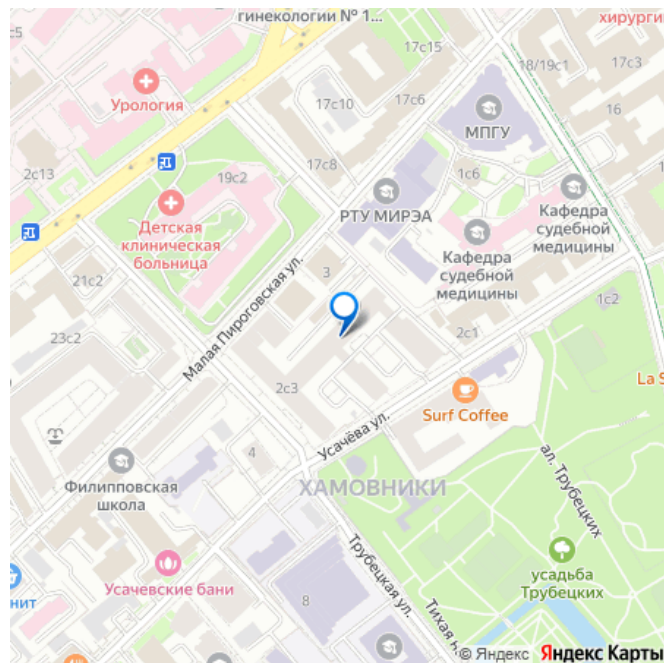 гинекологии № 1...
17с15
хирурги
с5
18/19с1
Урология
17с10
17с6
МПГУ
16
2с13
19с2
17с8
1с6
РТУ МИРЭА
Кафедра
судебной
медицины
Детская
клиническая
больница
Кафедра
судебной
медицины
3
21с2
1с2
23с2
Малая Пироговская ул.
2с1
2с3
Surf Coffee
La S
Усачёва ул.
4
Филипповская
школа
ХАМОВНИКИ
ал. Трубецких
Усачевские бани
Трубецкая ул.
усадьба
Трубецких
нит
8
Тихая н
© Яндекс Яндекс Карты